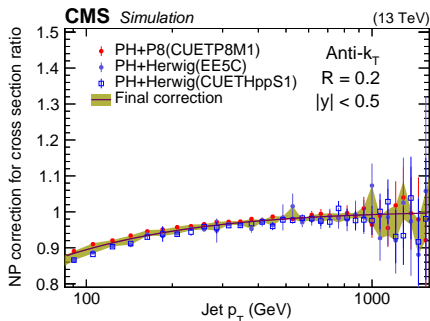 CMS Simulation (13 TeV)
PH+P8(CUETP8M1)
PH+Herwig(EE5C)
PH+Herwig(CUETHppS1)
Final correction
Anti-kT
R = 0.2
|y| < 0.5
NP correction for cross section ratio
1.5
1.4
1.3
1.2
1.1
1
0.9
0.8
100
1000
Jet pT (GeV)